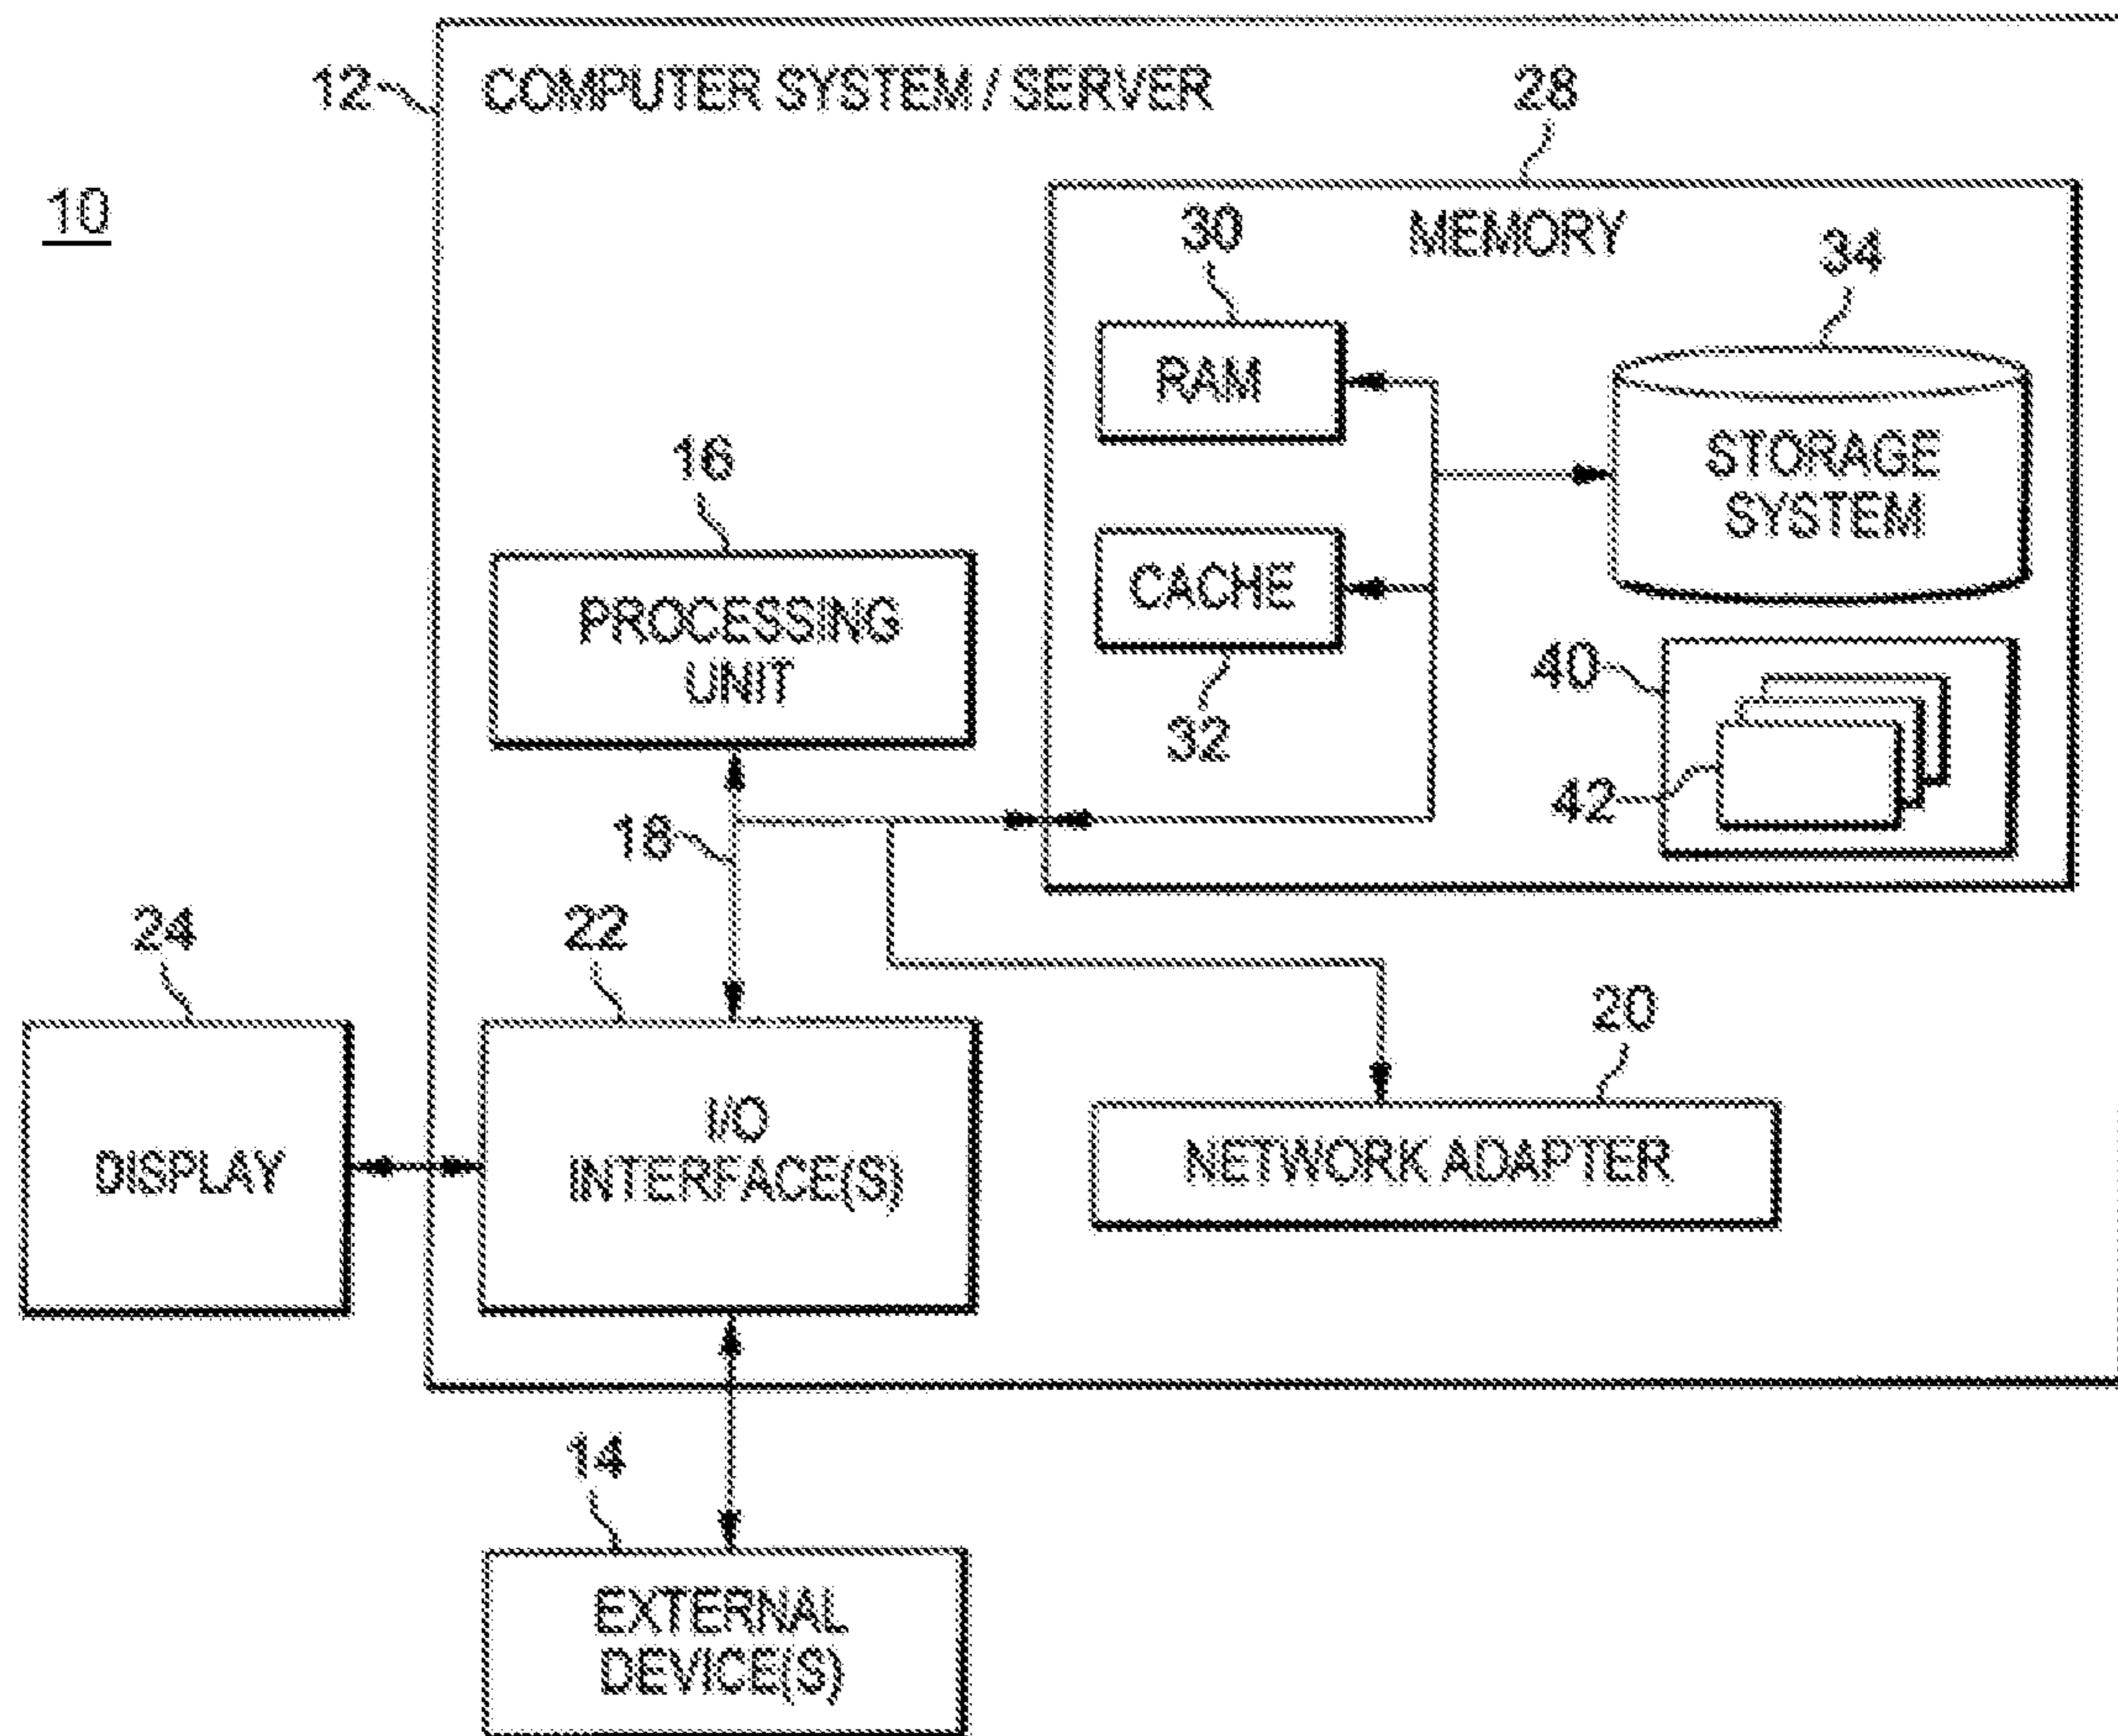 12 COMPUTER SYSTEM / SERVER
28
10
MEMORY
30
34
RAM
STORAGE
SYSTEM
16
CACHE
PROCESSING
UNIT
32
40
42
18
24
22
20
DISPLAY
I/O
INTERFACE(S)
NETWORK ADAPTER
14
EXTERNAL
DEVICE(S)